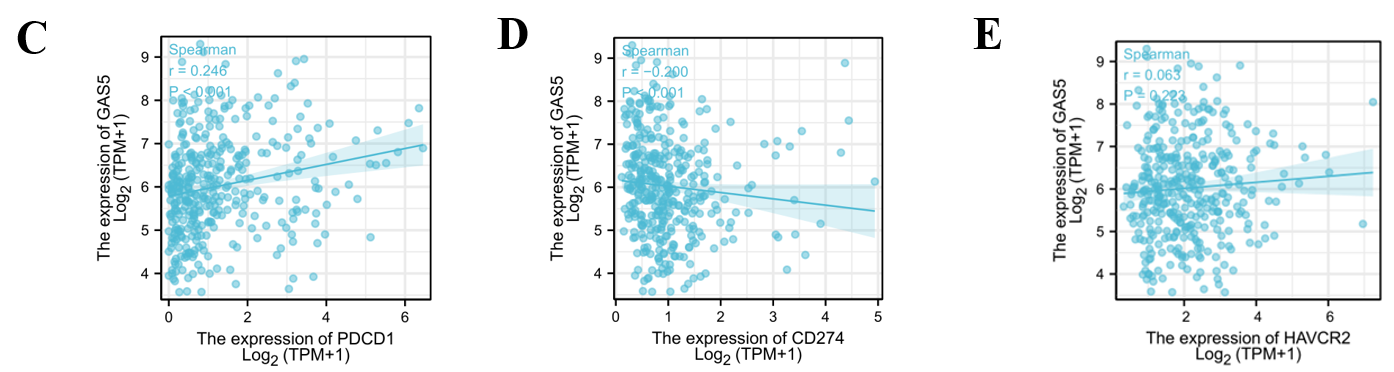 C
Spearman
r = 0.246
P < 0.001
9
8
7
6
5
4
0 2 4 6
The expression of GAS5
Log2 (TPM+1)
The expression of PDCD1
Log2 (TPM+1)
D
Spearman
r = −0.200
P < 0.001
9
8
7
6
5
4
0 1 2 3 4 5
The expression of GAS5
Log2 (TPM+1)
The expression of CD274
Log2 (TPM+1)
E
Spearman
r = 0.063
P = 0.223
9
8
7
6
5
4
2 4 6
The expression of GAS5
Log2 (TPM+1)
The expression of HAVCR2
Log2 (TPM+1)